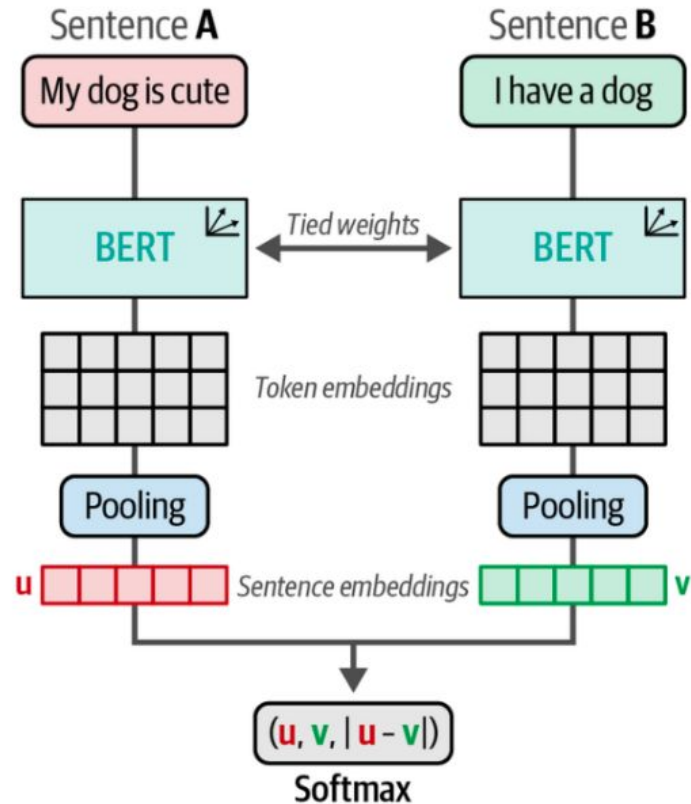 Sentence A
Sentence B
My dog is cute
I have a dog
BERT
Tied weights
BERT
Token embeddings
Pooling
Pooling
u
Sentence embeddings
v
(u, v, | u - v|)
Softmax